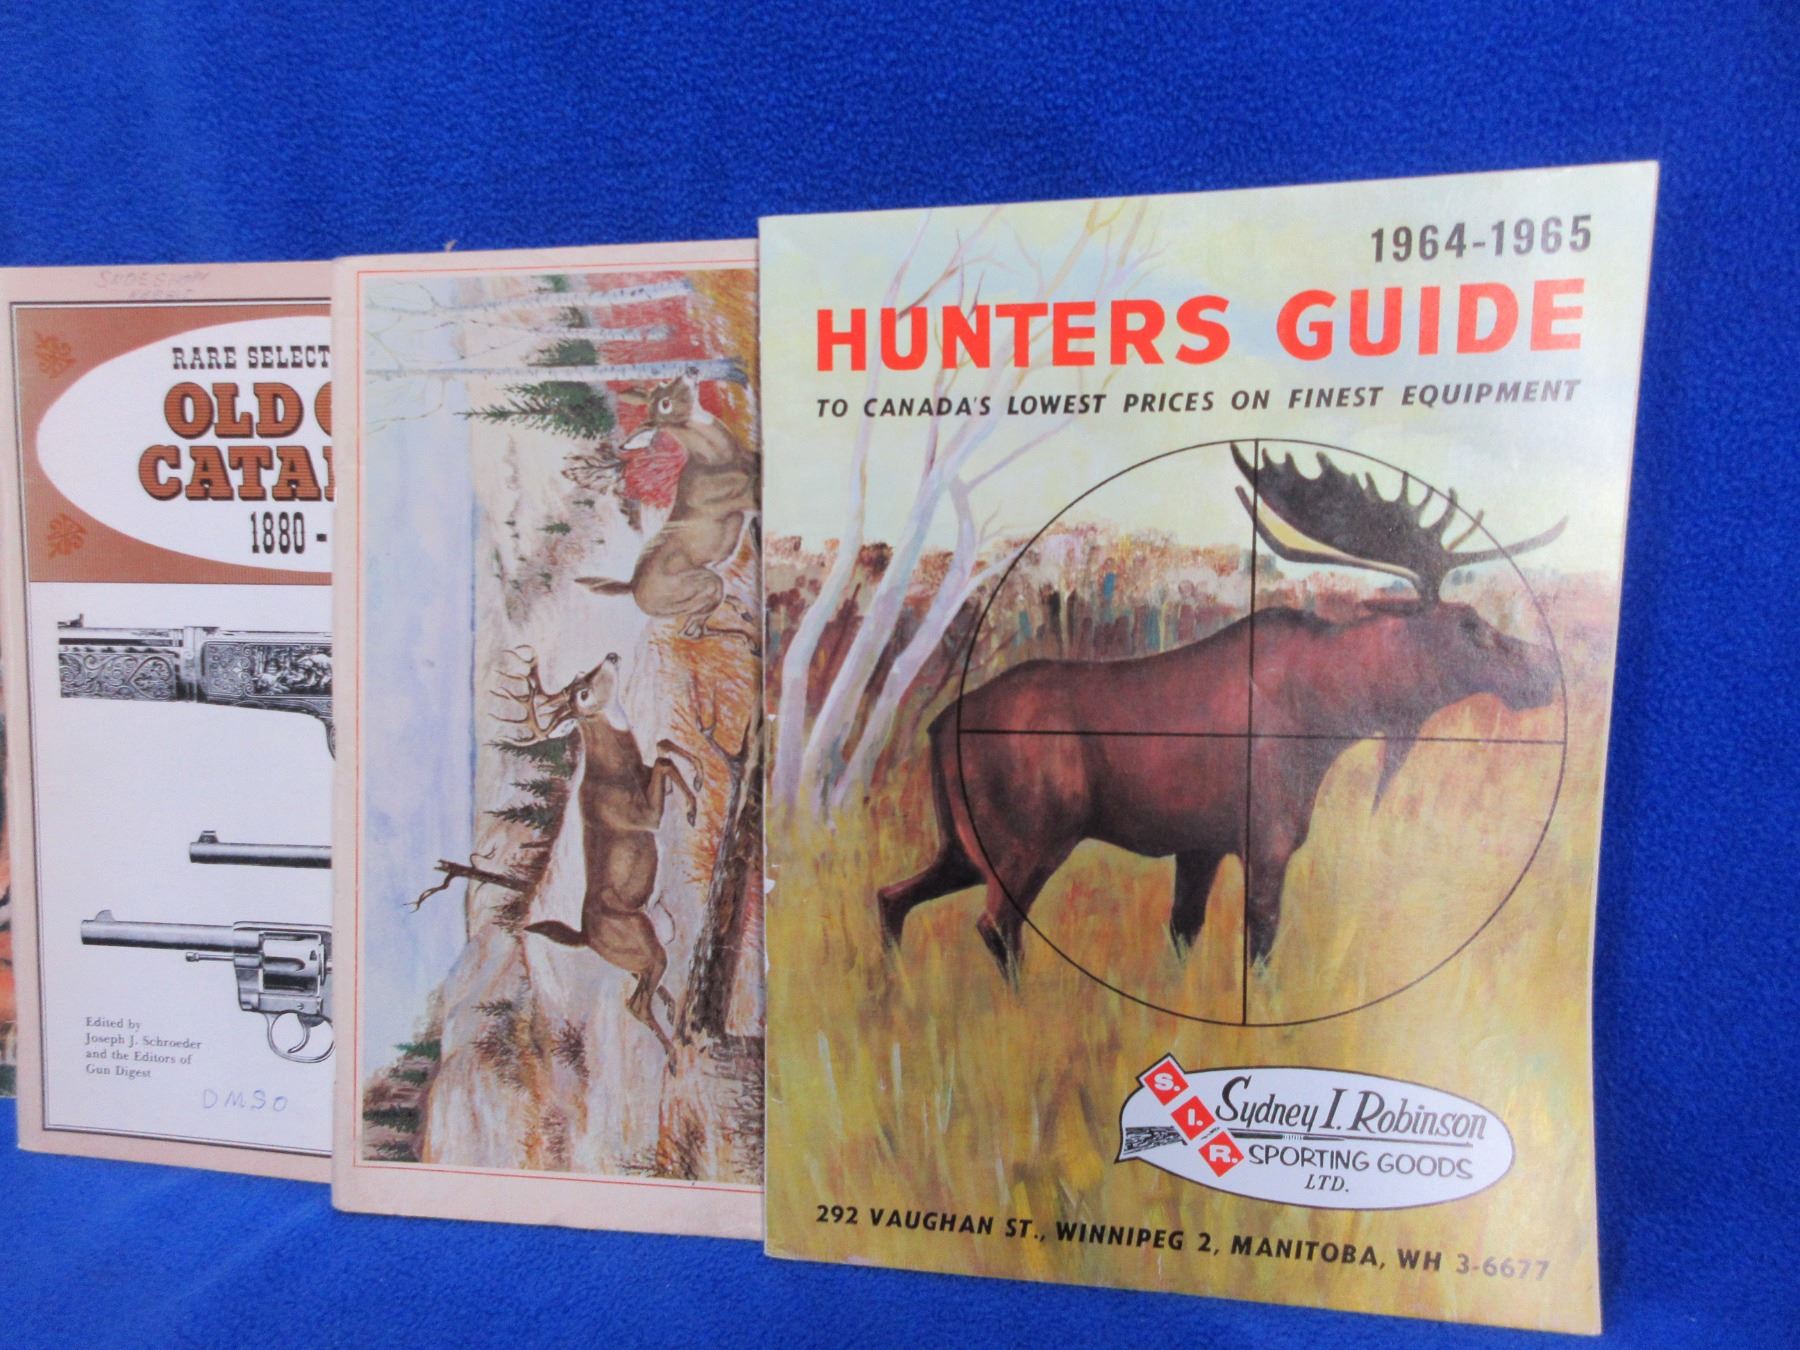 RARE SELECT
OLD
CATA
1880 -
Edited by
Joseph J. Schroeder
and the Editors of
Gun Digest
DMSO
1964-1965
HUNTERS GUIDE
TO CANADA'S LOWEST PRICES ON FINEST EQUIPMENT
S.
I.
R.
Sydney I. Robinson
SPORTING GOODS
LTD.
292 VAUGHAN ST., WINNIPEG 2, MANITOBA, WH 3-6677